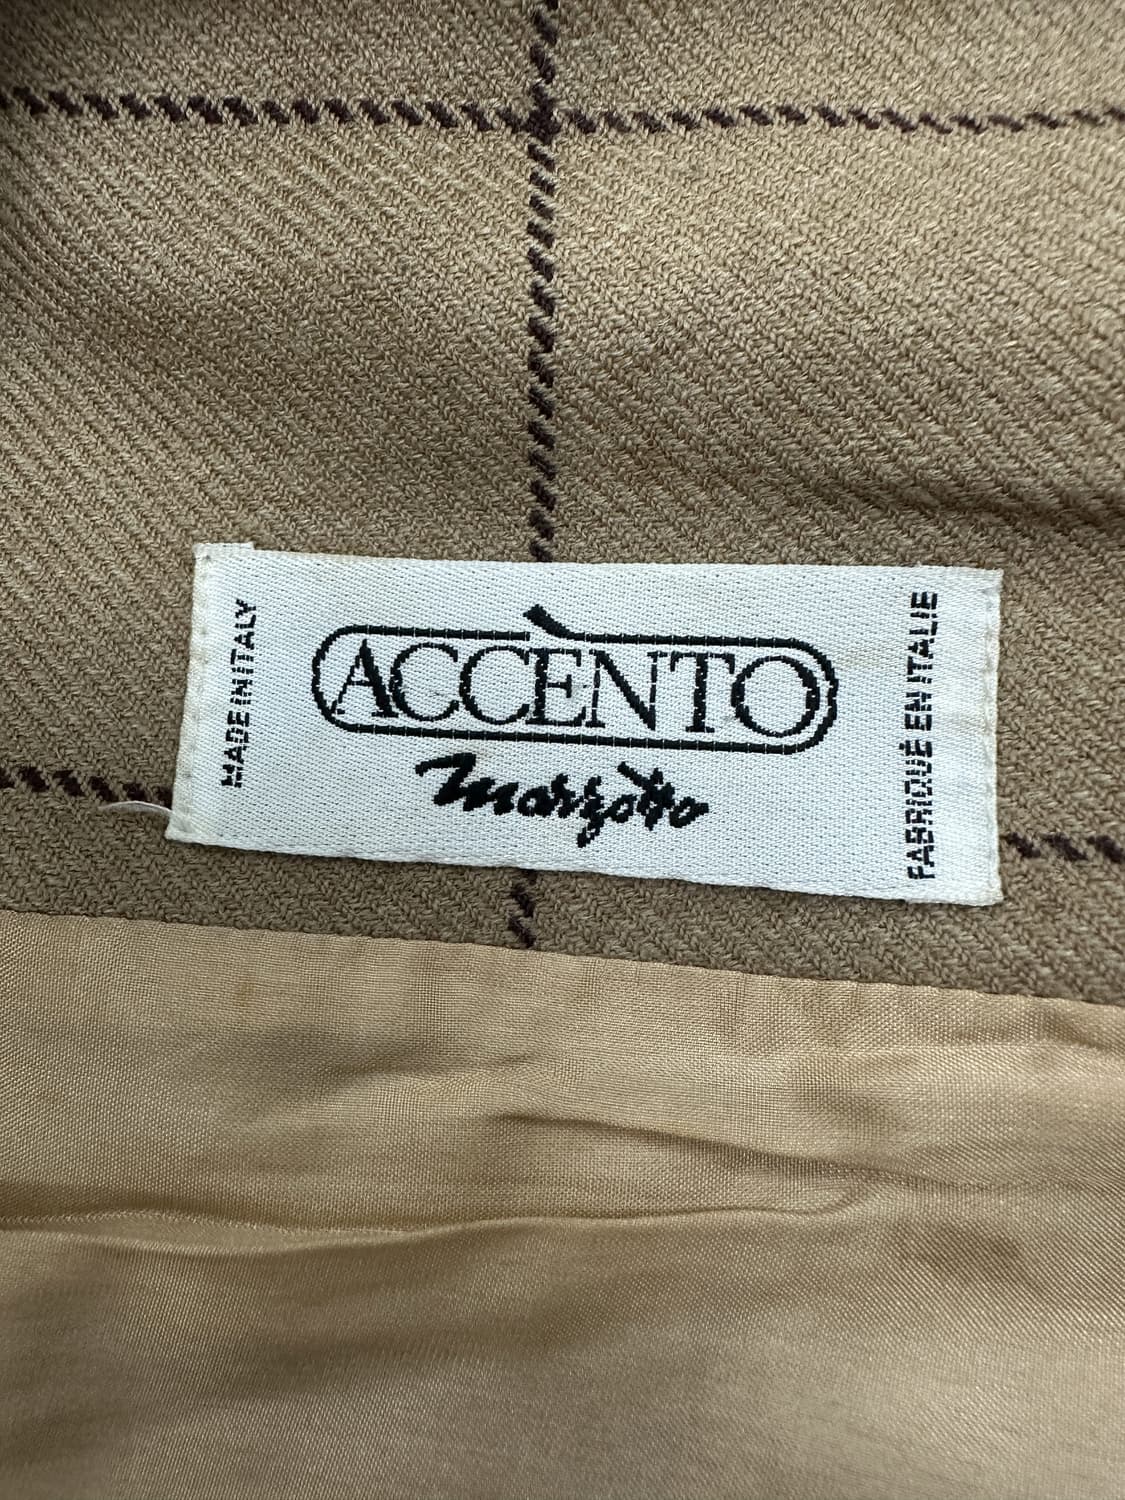 MADE IN ITALY
ACCENTO
Marzotto
FABRIQUÉ EN ITALIE